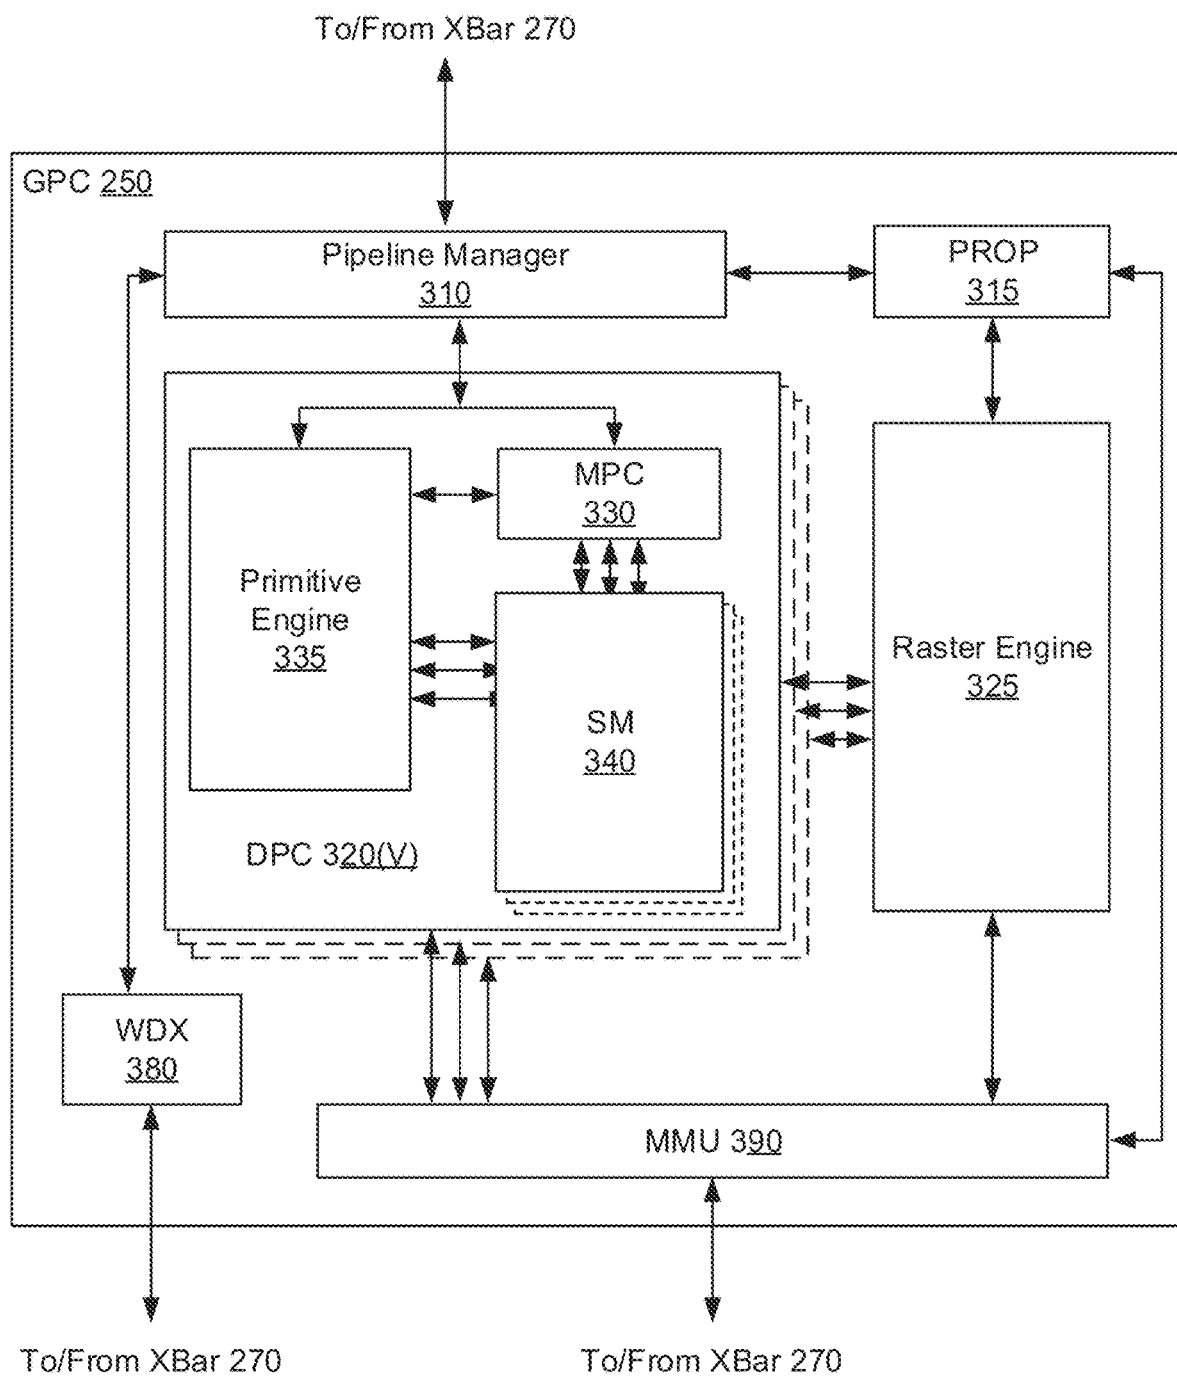 To/From XBar 270
GPC 250
Pipeline Manager
310
PROP
315
MPC
330
Primitive
Engine
335
Raster Engine
325
SM
340
DPC 320(V)
WDX
380
MMU 390
To/From XBar 270
To/From XBar 270